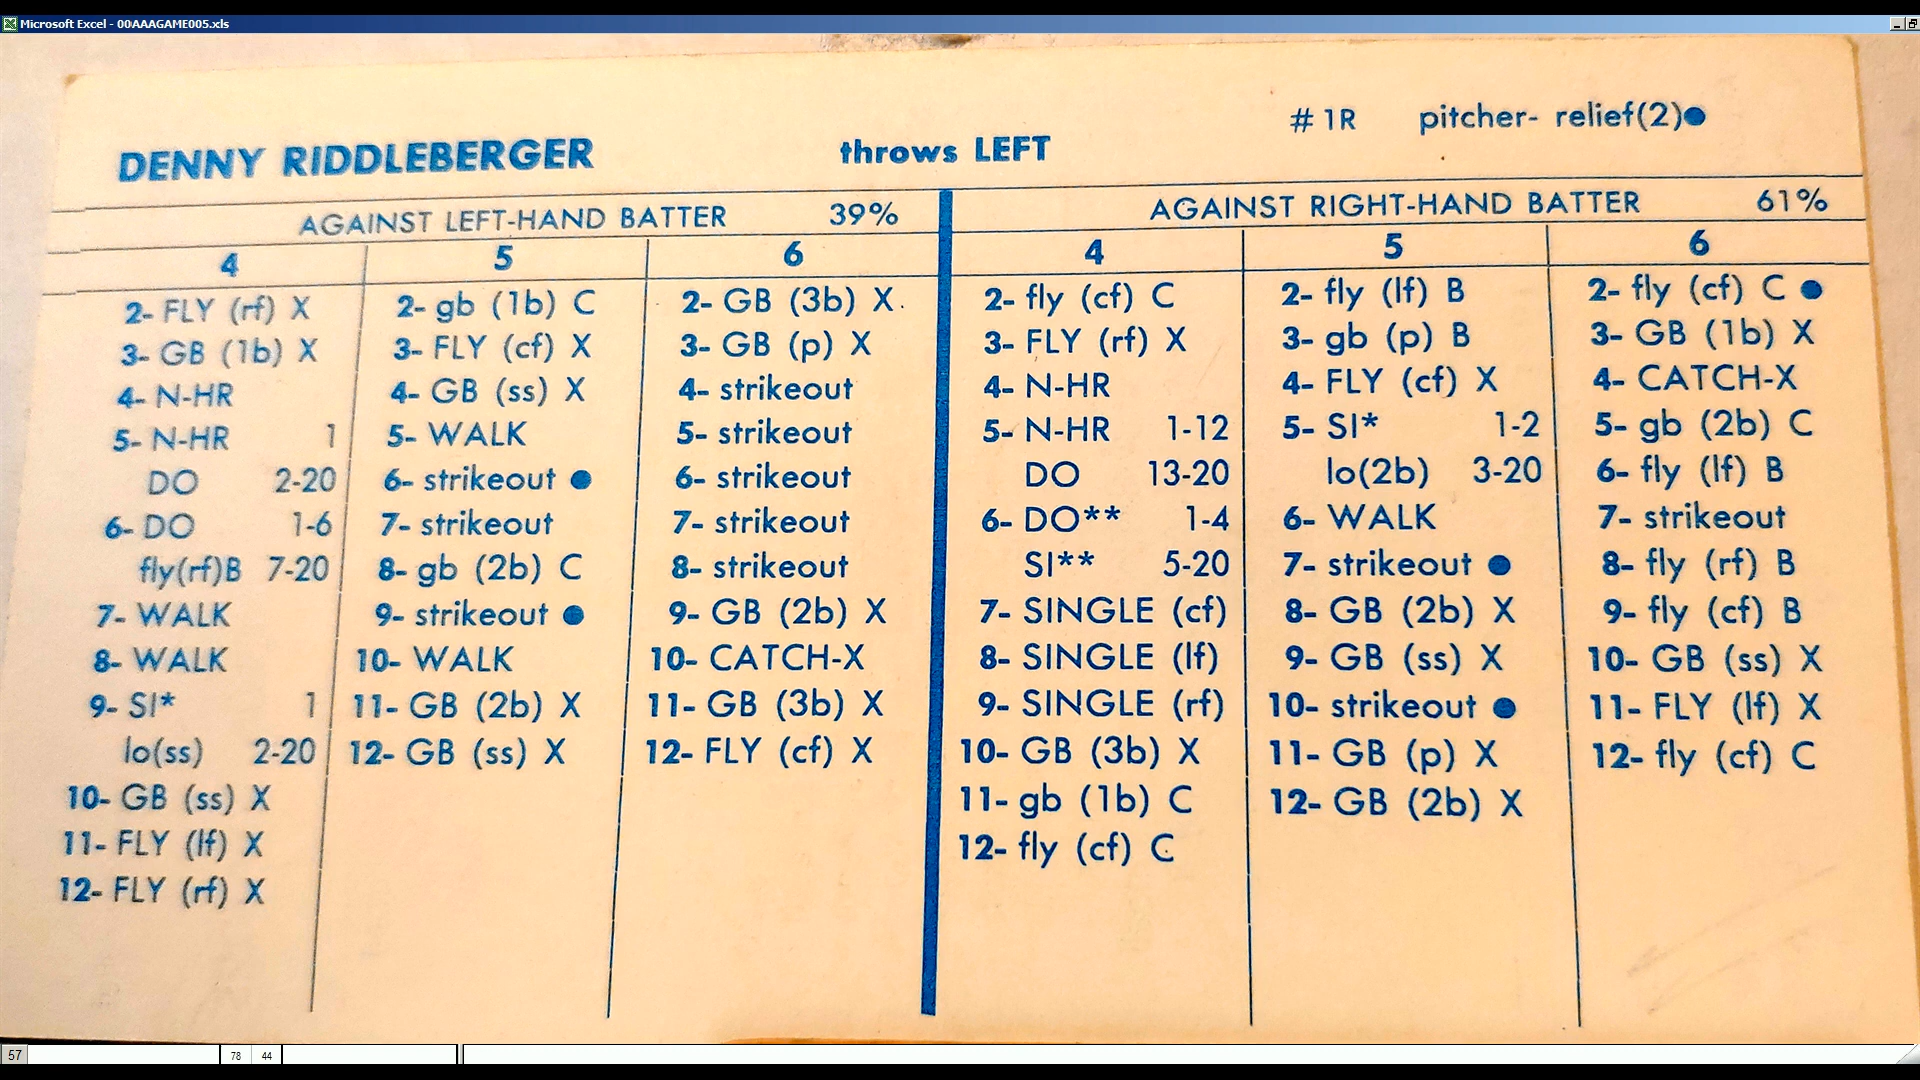 Microsoft Excel - 00AAAGAME005.xls
# 1R pitcher- relief(2)●
DENNY RIDDLEBERGER throws LEFT
AGAINST LEFT-HAND BATTER 39%
4
2- FLY (rf) X
3- GB (1b) X
4- N-HR
5- N-HR 1
DO 2-20
6- DO 1-6
fly(rf)B 7-20
7- WALK
8- WALK
9- SI* 1
lo(ss) 2-20
10- GB (ss) X
11- FLY (lf) X
12- FLY (rf) X
5
2- gb (1b) C
3- FLY (cf) X
4- GB (ss) X
5- WALK
6- strikeout ●
7- strikeout
8- gb (2b) C
9- strikeout ●
10- WALK
11- GB (2b) X
12- GB (ss) X
6
2- GB (3b) X
3- GB (p) X
4- strikeout
5- strikeout
6- strikeout
7- strikeout
8- strikeout
9- GB (2b) X
10- CATCH-X
11- GB (3b) X
12- FLY (cf) X
AGAINST RIGHT-HAND BATTER 61%
4
2- fly (cf) C
3- FLY (rf) X
4- N-HR
5- N-HR 1-12
DO 13-20
6- DO** 1-4
SI** 5-20
7- SINGLE (cf)
8- SINGLE (lf)
9- SINGLE (rf)
10- GB (3b) X
11- gb (1b) C
12- fly (cf) C
5
2- fly (lf) B
3- gb (p) B
4- FLY (cf) X
5- SI* 1-2
lo(2b) 3-20
6- WALK
7- strikeout ●
8- GB (2b) X
9- GB (ss) X
10- strikeout ●
11- GB (p) X
12- GB (2b) X
6
2- fly (cf) C ●
3- GB (1b) X
4- CATCH-X
5- gb (2b) C
6- fly (lf) B
7- strikeout
8- fly (rf) B
9- fly (cf) B
10- GB (ss) X
11- FLY (lf) X
12- fly (cf) C
57 78 44